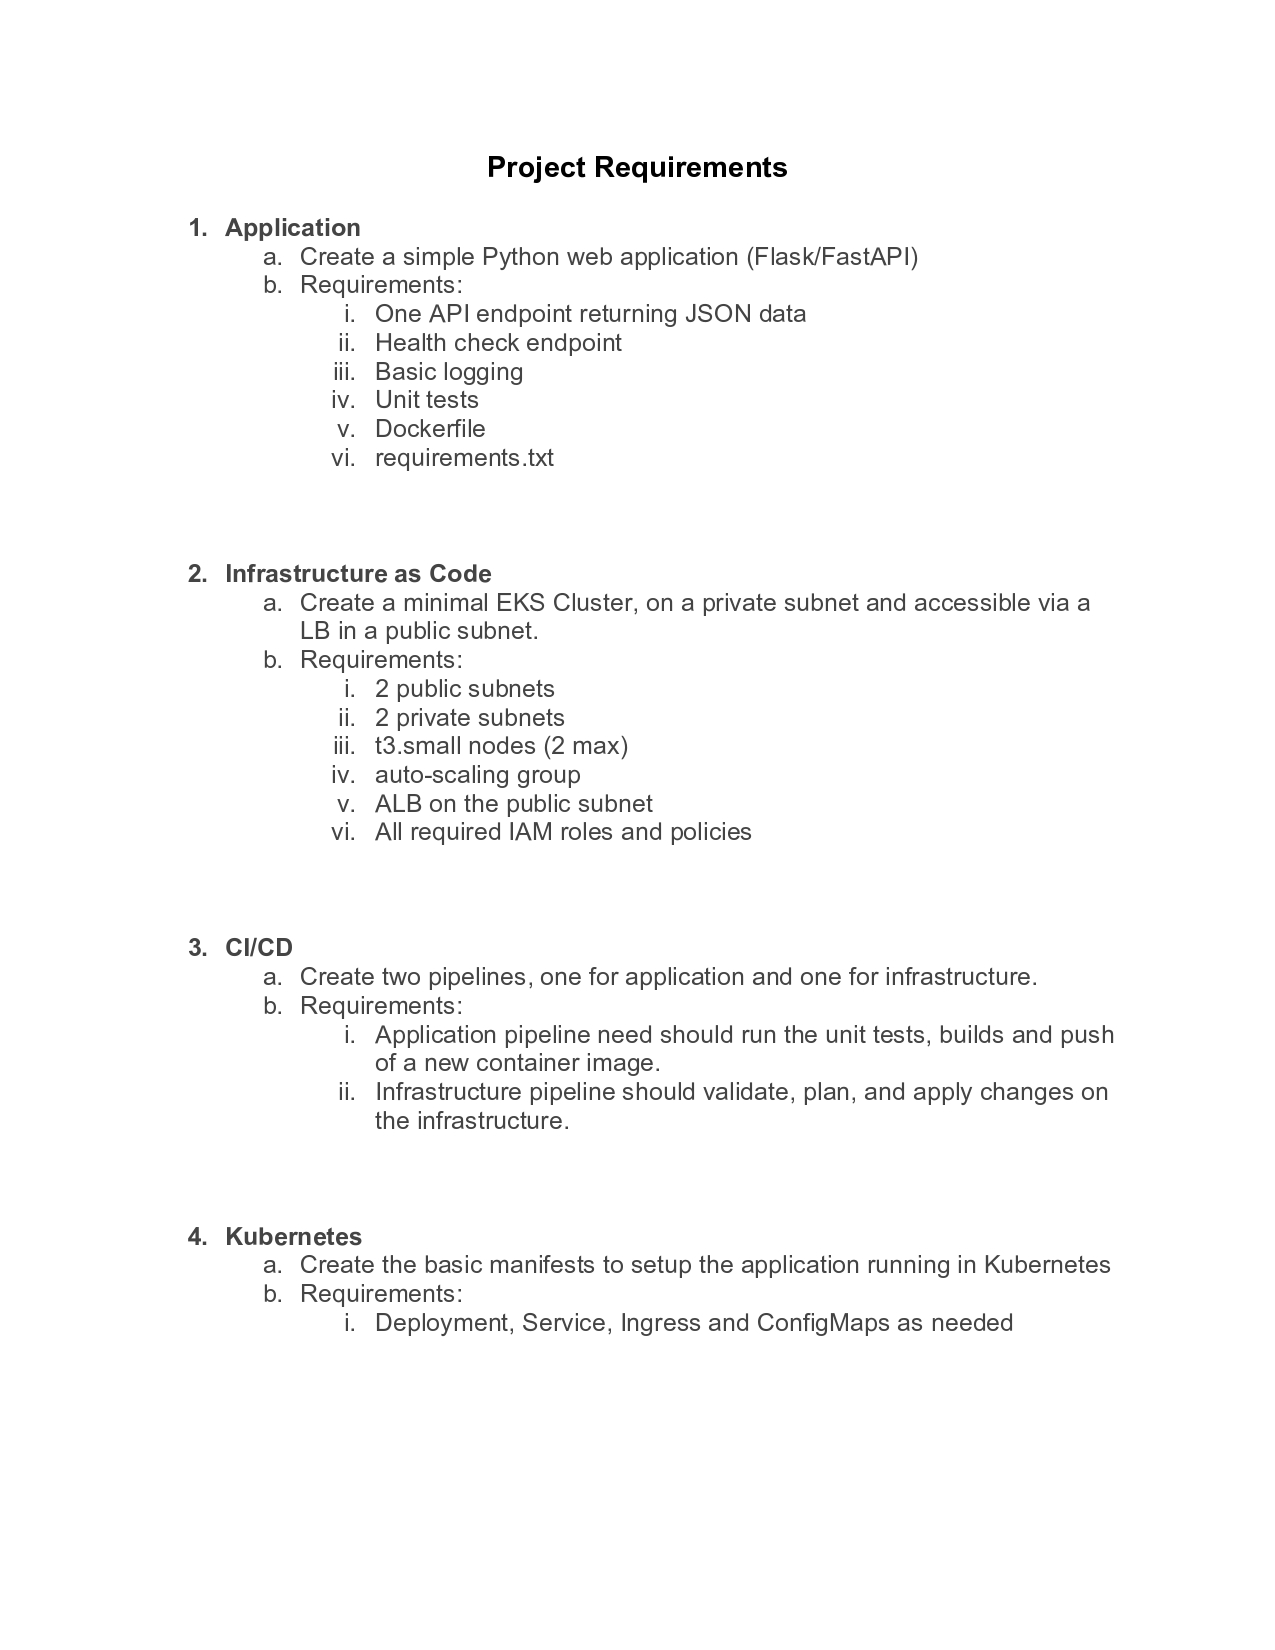 Project Requirements
1. Application
a. Create a simple Python web application (Flask/FastAPI)
b. Requirements:
i. One API endpoint returning JSON data
ii. Health check endpoint
iii. Basic logging
iv. Unit tests
v. Dockerfile
vi. requirements.txt
2. Infrastructure as Code
a. Create a minimal EKS Cluster, on a private subnet and accessible via a
LB in a public subnet.
b. Requirements:
i. 2 public subnets
ii. 2 private subnets
iii. t3.small nodes (2 max)
iv. auto-scaling group
v. ALB on the public subnet
vi. All required IAM roles and policies
3. CI/CD
a. Create two pipelines, one for application and one for infrastructure.
b. Requirements:
i. Application pipeline need should run the unit tests, builds and push
of a new container image.
ii. Infrastructure pipeline should validate, plan, and apply changes on
the infrastructure.
4. Kubernetes
a. Create the basic manifests to setup the application running in Kubernetes
b. Requirements:
i. Deployment, Service, Ingress and ConfigMaps as needed